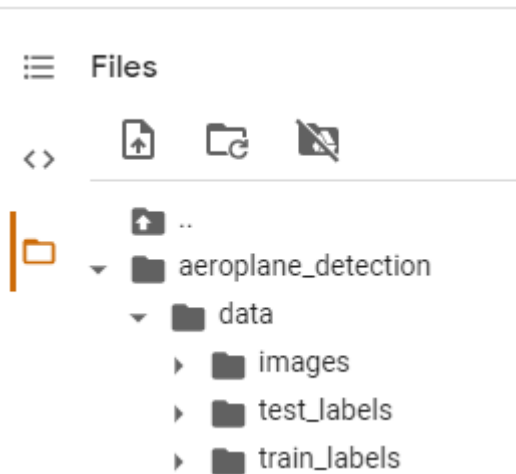 Files
..
aeroplane_detection
data
images
test_labels
train_labels